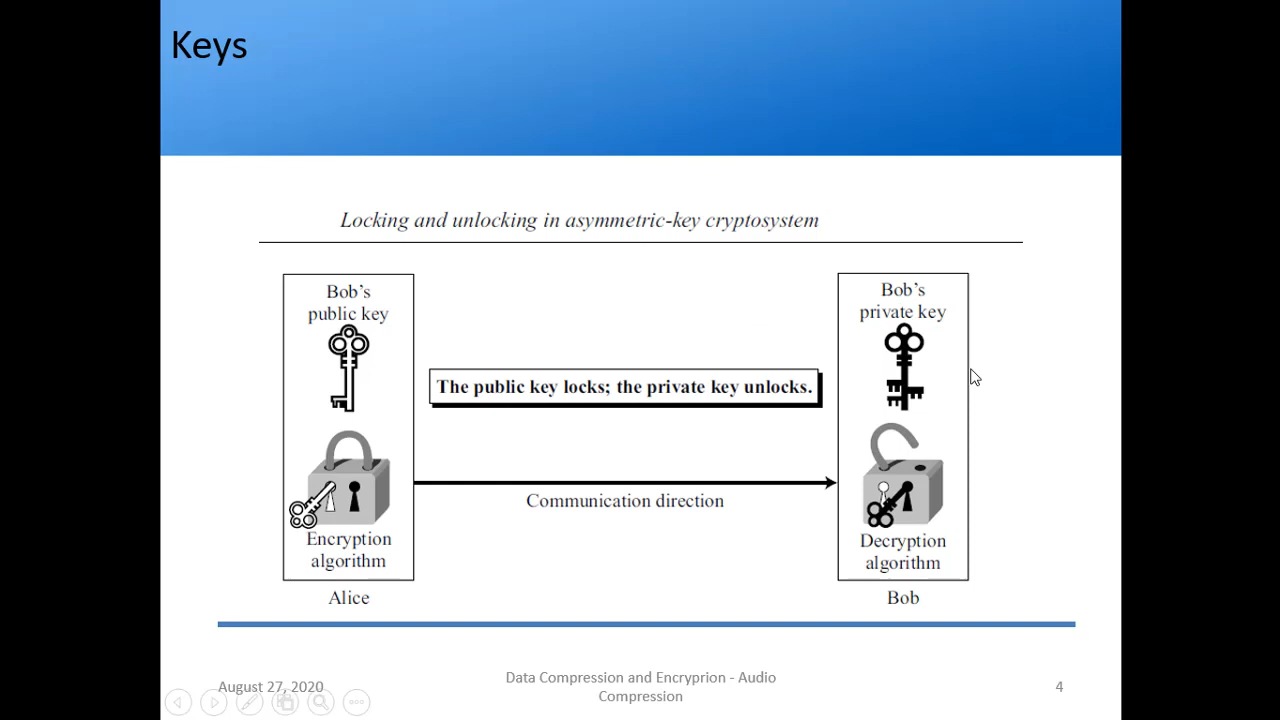 Keys
Locking and unlocking in asymmetric-key cryptosystem
Bob's
public key
Bob's
private key
The public key locks; the private key unlocks.
Communication direction
Encryption
algorithm
Decryption
algorithm
Alice
Bob
August 27, 2020
Data Compression and Encryprion - Audio
Compression
4